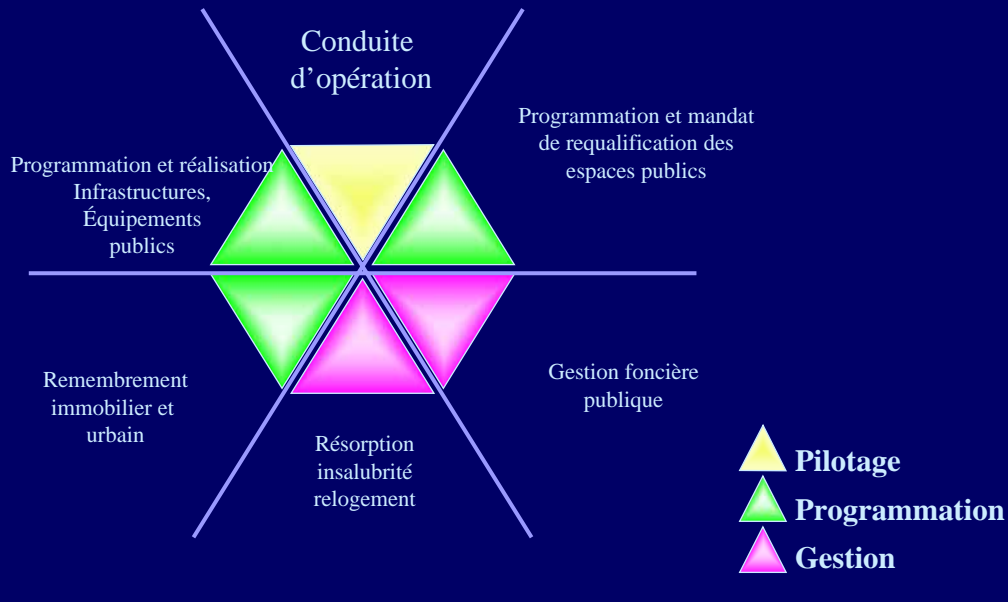 Conduite
d’opération
Programmation et mandat
de requalification des
espaces publics
Programmation et réalisation
Infrastructures,
Équipements
publics
Remembrement
immobilier et
urbain
Résorption
insalubrité
relogement
Gestion foncière
publique
Pilotage
Programmation
Gestion